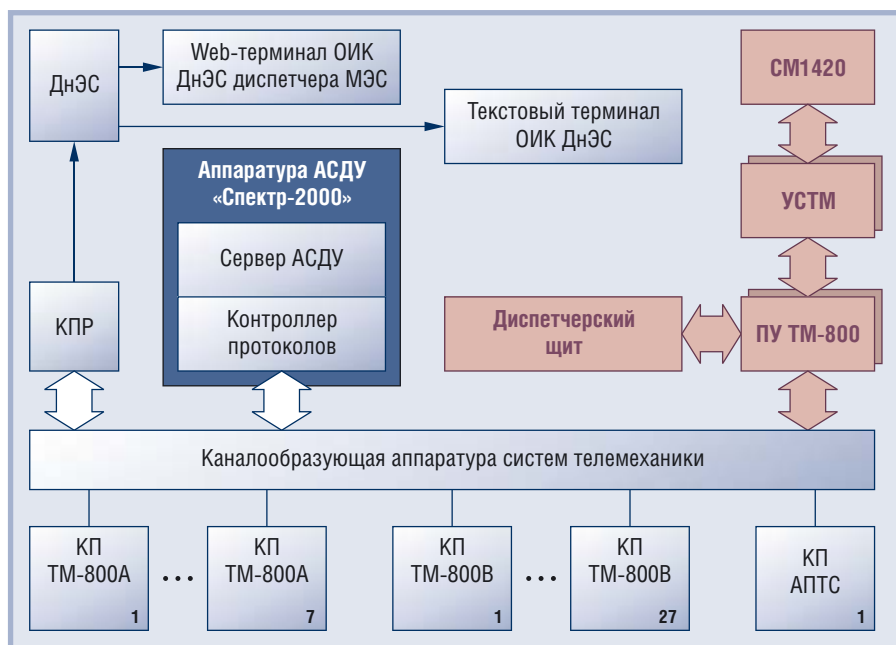 ДнЭС
Web-терминал ОИК
ДнЭС диспетчера МЭС
СМ1420
Текстовый терминал
ОИК ДнЭС
Аппаратура АСДУ
«Спектр-2000»
УСТМ
Сервер АСДУ
КПР
Контроллер
протоколов
Диспетчерский
щит
ПУ ТМ-800
Каналообразующая аппаратура систем телемеханики
КП
ТМ-800А
1
...
КП
ТМ-800А
7
КП
ТМ-800В
1
...
КП
ТМ-800В
27
КП
АПТС
1